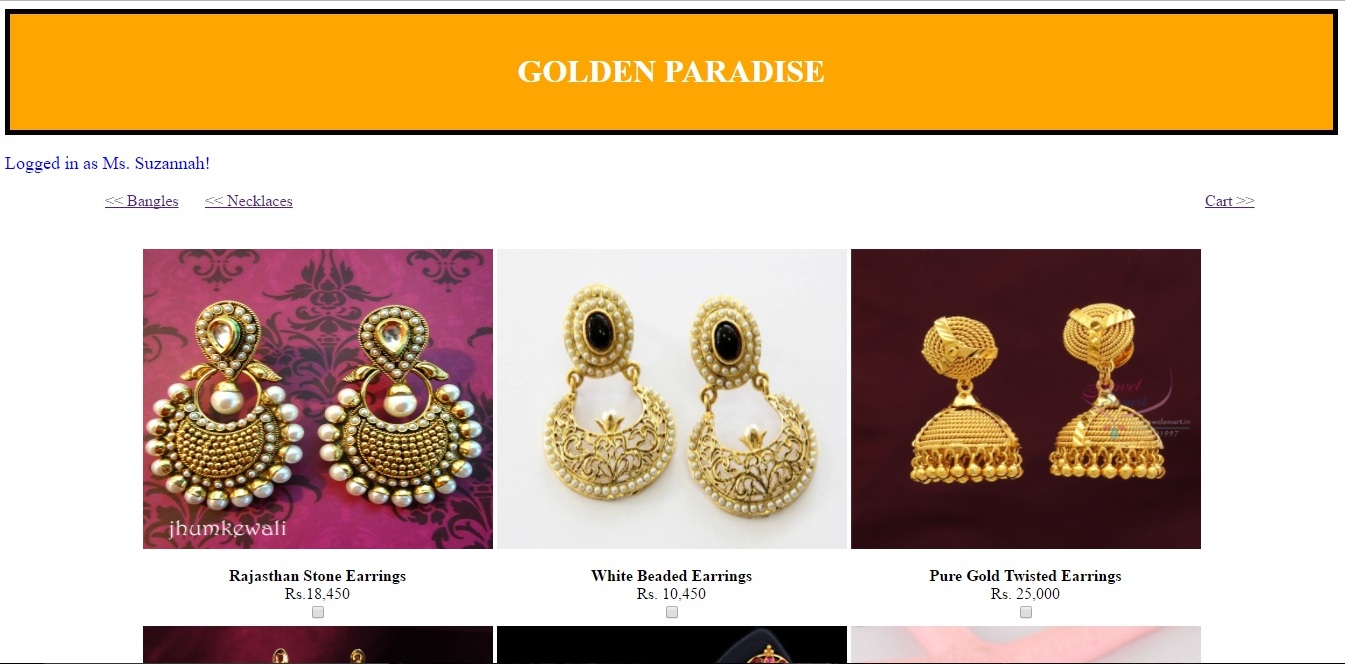 GOLDEN PARADISE
Logged in as Ms. Suzannah!
<< Bangles << Necklaces Cart >>
jhumkewali
Rajasthan Stone Earrings
Rs.18,450
White Beaded Earrings
Rs. 10,450
Pure Gold Twisted Earrings
Rs. 25,000